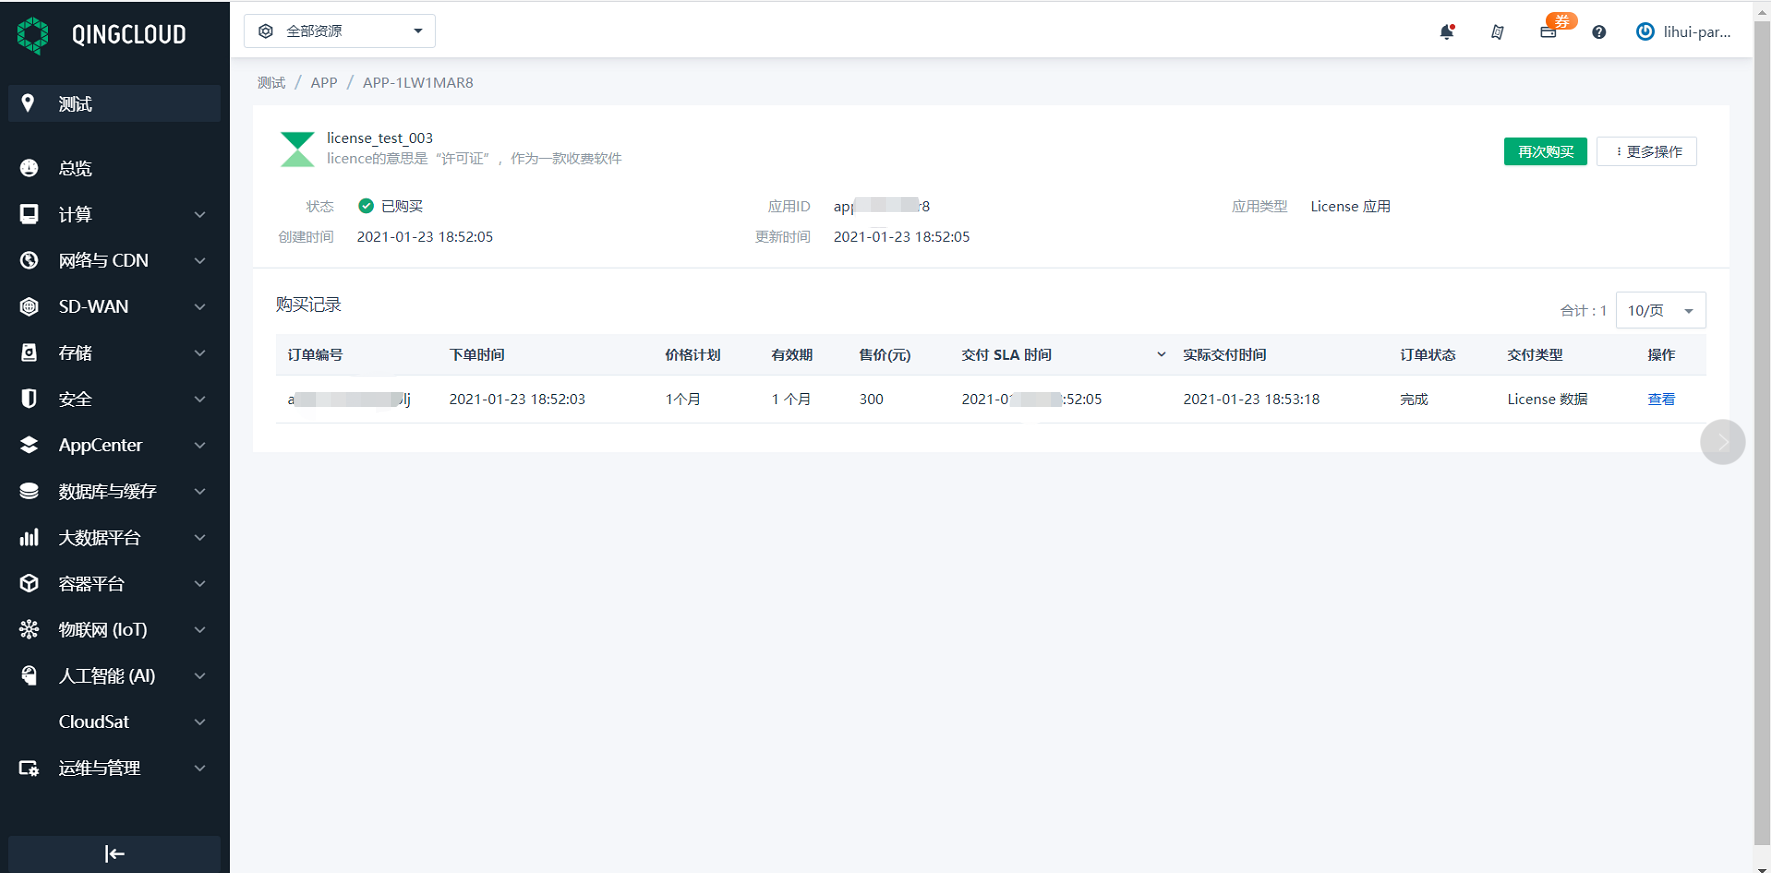 QINGCLOUD
全部资源
券
lihui-par...
测试
总览
计算
网络与 CDN
SD-WAN
存储
安全
AppCenter
数据库与缓存
大数据平台
容器平台
物联网 (IoT)
人工智能 (AI)
CloudSat
运维与管理
测试 / APP / APP-1LW1MAR8
license_test_003
licence的意思是“许可证”，作为一款收费软件
再次购买
更多操作
状态 已购买 应用ID 应用类型 License 应用
创建时间 2021-01-23 18:52:05 更新时间 2021-01-23 18:52:05
购买记录
合计 : 1 10/页
订单编号 下单时间 价格计划 有效期 售价(元) 交付 SLA 时间 实际交付时间 订单状态 交付类型 操作
2021-01-23 18:52:03 1个月 1 个月 300 2021-0 :52:05 2021-01-23 18:53:18 完成 License 数据 查看